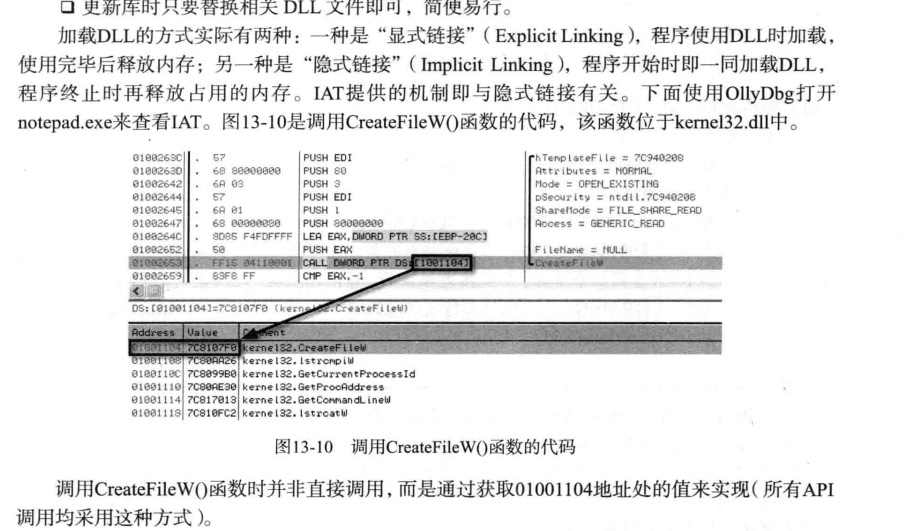 □ 更新库时只要替换相关 DLL 文件即可，简便易行。
加载DLL的方式实际有两种：一种是“显式链接”（Explicit Linking），程序使用DLL时加载，
使用完毕后释放内存；另一种是“隐式链接”（Implicit Linking），程序开始时即一同加载DLL，
程序终止时再释放占用的内存。IAT提供的机制即与隐式链接有关。下面使用OllyDbg打开
notepad.exe来查看IAT。图13-10是调用CreateFileW()函数的代码，该函数位于kernel32.dll中。
0100263C . 57 PUSH EDI hTemplateFile = 7C940208
0100263D . 68 80000000 PUSH 80 Attributes = NORMAL
01002642 . 6A 03 PUSH 3 Mode = OPEN_EXISTING
01002644 . 57 PUSH EDI pSecurity = ntdll.7C940208
01002645 . 6A 01 PUSH 1 ShareMode = FILE_SHARE_READ
01002647 . 68 00000080 PUSH 80000000 Access = GENERIC_READ
0100264C . 8D85 F4FDFFFF LEA EAX,DWORD PTR SS:[EBP-20C]
01002652 . 50 PUSH EAX FileName = NULL
01002653 . FF15 04110001 CALL DWORD PTR DS:[1001104] CreateFileW
01002659 . 83F8 FF CMP EAX,-1
DS:[01001104]=7C8107F0 (kernel32.CreateFileW)
Address Value Comment
01001104 7C8107F0 kernel32.CreateFileW
01001108 7C80AA26 kernel32.lstrcmpiW
0100110C 7C8099B0 kernel32.GetCurrentProcessId
01001110 7C80AE30 kernel32.GetProcAddress
01001114 7C817013 kernel32.GetCommandLineW
01001118 7C810FC2 kernel32.lstrcatW
图13-10 调用CreateFileW()函数的代码
调用CreateFileW()函数时并非直接调用，而是通过获取01001104地址处的值来实现（所有API
调用均采用这种方式）。